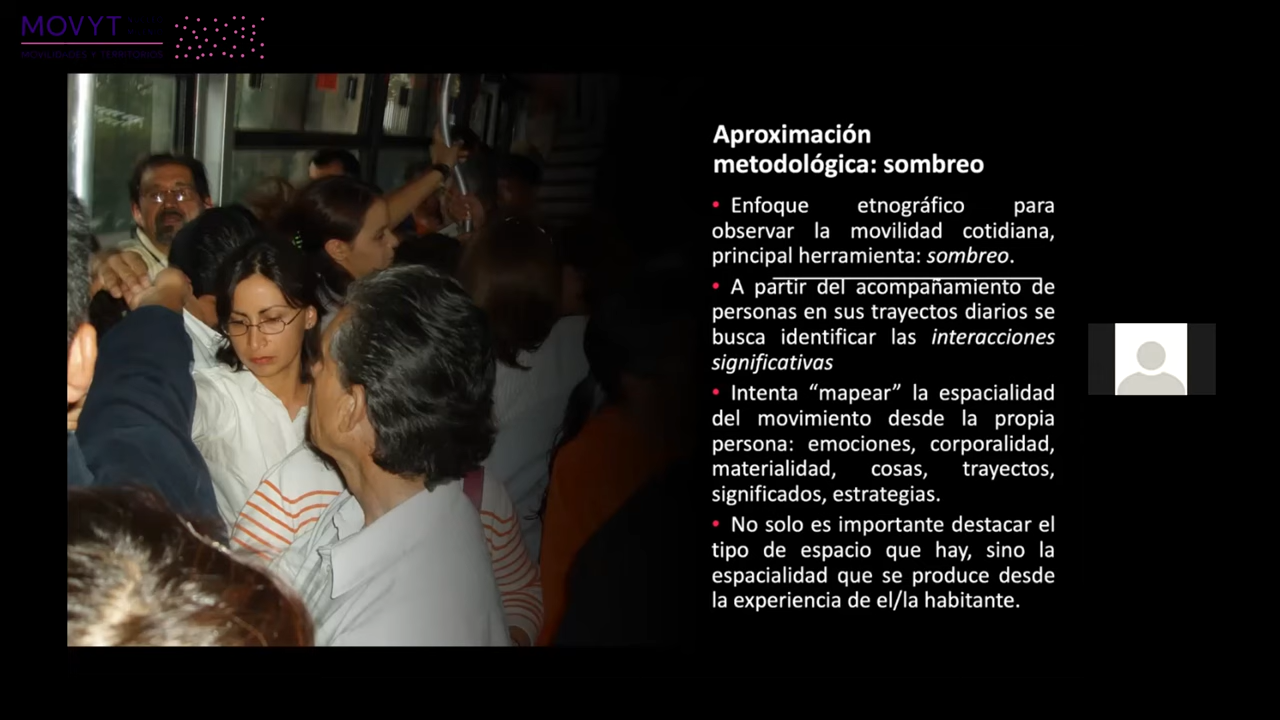 MOVYT
MOVILIDADES Y TERRITORIOS
Aproximación
metodológica: sombreo
• Enfoque etnográfico para
observar la movilidad cotidiana,
principal herramienta: sombreo.
• A partir del acompañamiento de
personas en sus trayectos diarios se
busca identificar las interacciones
significativas
• Intenta “mapear” la espacialidad
del movimiento desde la propia
persona: emociones, corporalidad,
materialidad, cosas, trayectos,
significados, estrategias.
• No solo es importante destacar el
tipo de espacio que hay, sino la
espacialidad que se produce desde
la experiencia de el/la habitante.